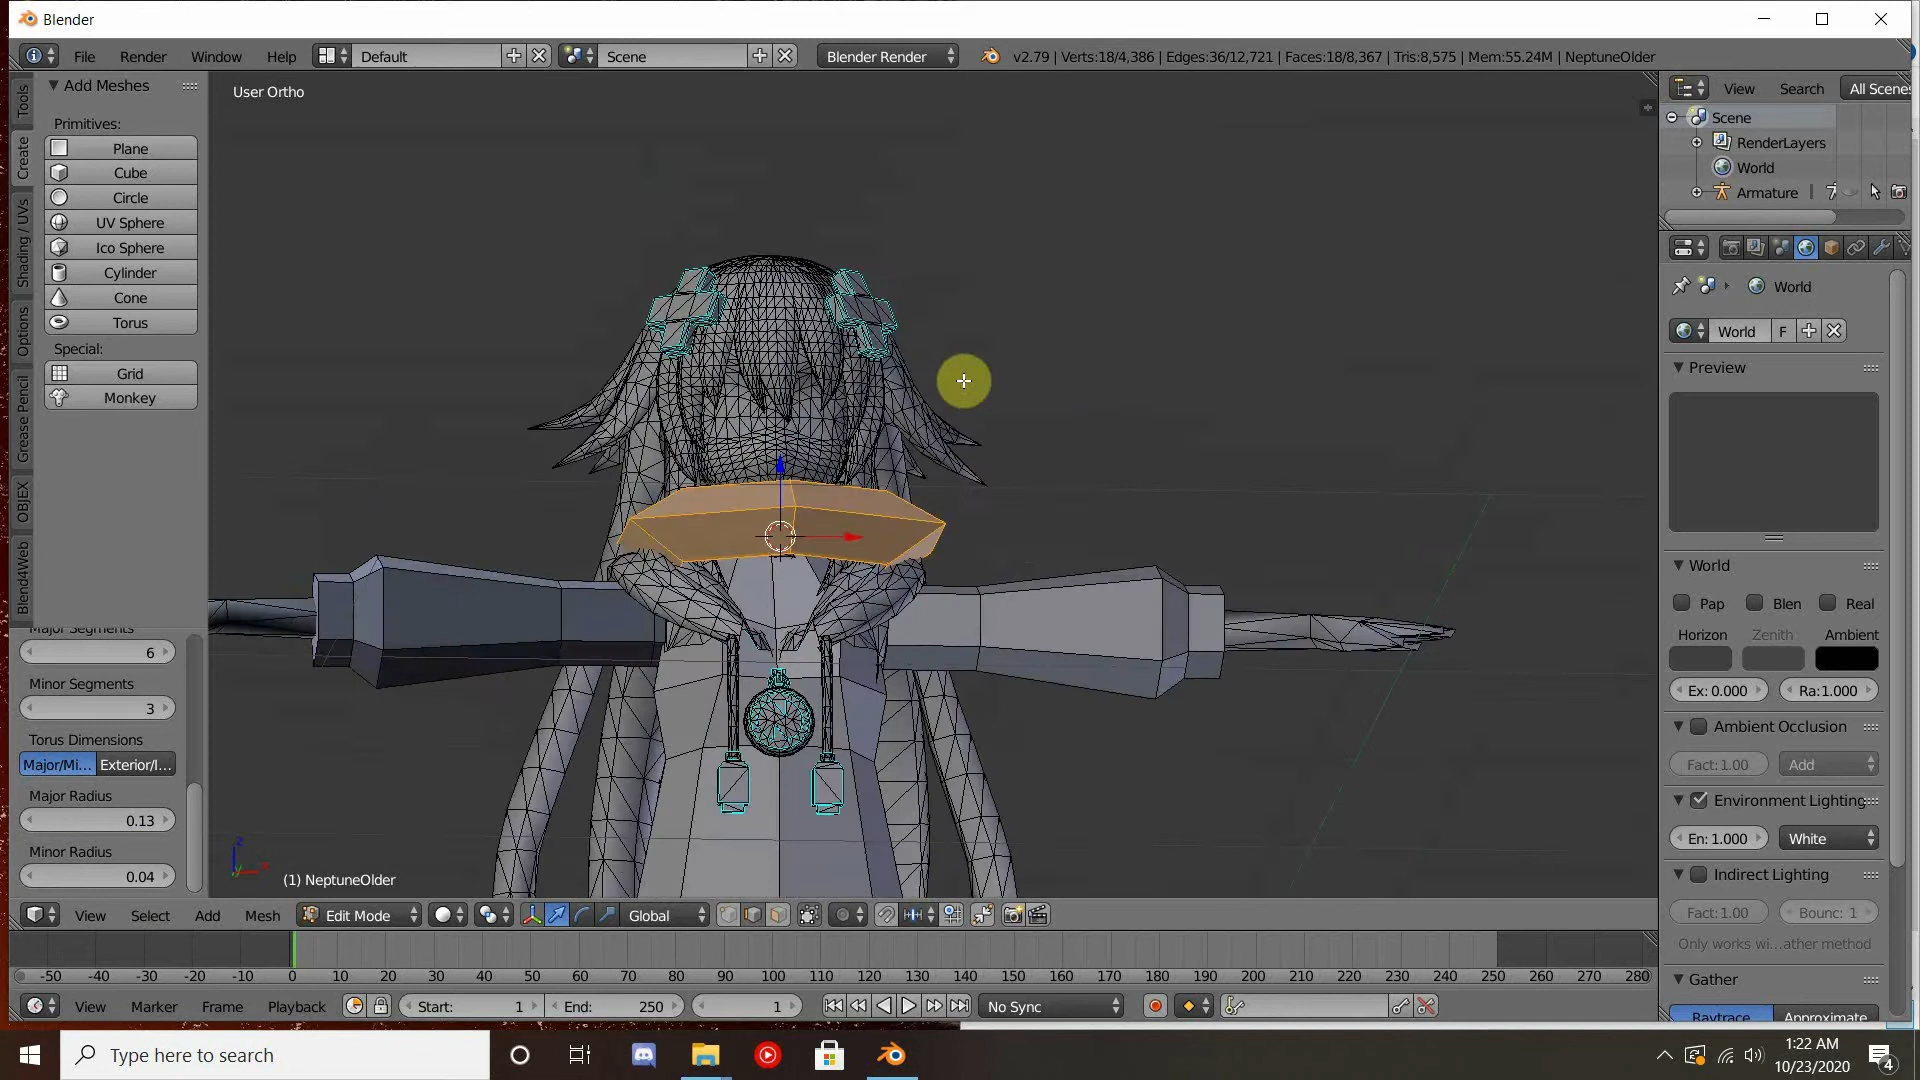 Blender
File Render Window Help Default Scene Blender Render v2.79 | Verts:18/4,386 | Edges:36/12,721 | Faces:18/8,367 | Tris:8,575 | Mem:55.24M | NeptuneOlder
Tools
Create
Shading / UVs
Options
Grease Pencil
OBJEX
Blend4Web
Add Meshes
Primitives:
Plane
Cube
Circle
UV Sphere
Ico Sphere
Cylinder
Cone
Torus
Special:
Grid
Monkey
Major Segments
6
Minor Segments
3
Torus Dimensions
Major/Mi... Exterior/I...
Major Radius
0.13
Minor Radius
0.04
User Ortho
(1) NeptuneOlder
View Select Add Mesh Edit Mode Global
View Search All Scenes
Scene
RenderLayers
World
Armature
World
World F
Preview
World
Pap Blen Real
Horizon Zenith Ambient
Ex: 0.000 Ra:1.000
Ambient Occlusion
Fact: 1.00 Add
Environment Lighting
En: 1.000 White
Indirect Lighting
Fact: 1.00 Bounc: 1
Only works wi...ather method
Gather
Raytrace Approximate
-50 -40 -30 -20 -10 0 10 20 30 40 50 60 70 80 90 100 110 120 130 140 150 160 170 180 190 200 210 220 230 240 250 260 270 280
View Marker Frame Playback Start: 1 End: 250 1 No Sync
Type here to search
1:22 AM
10/23/2020
4